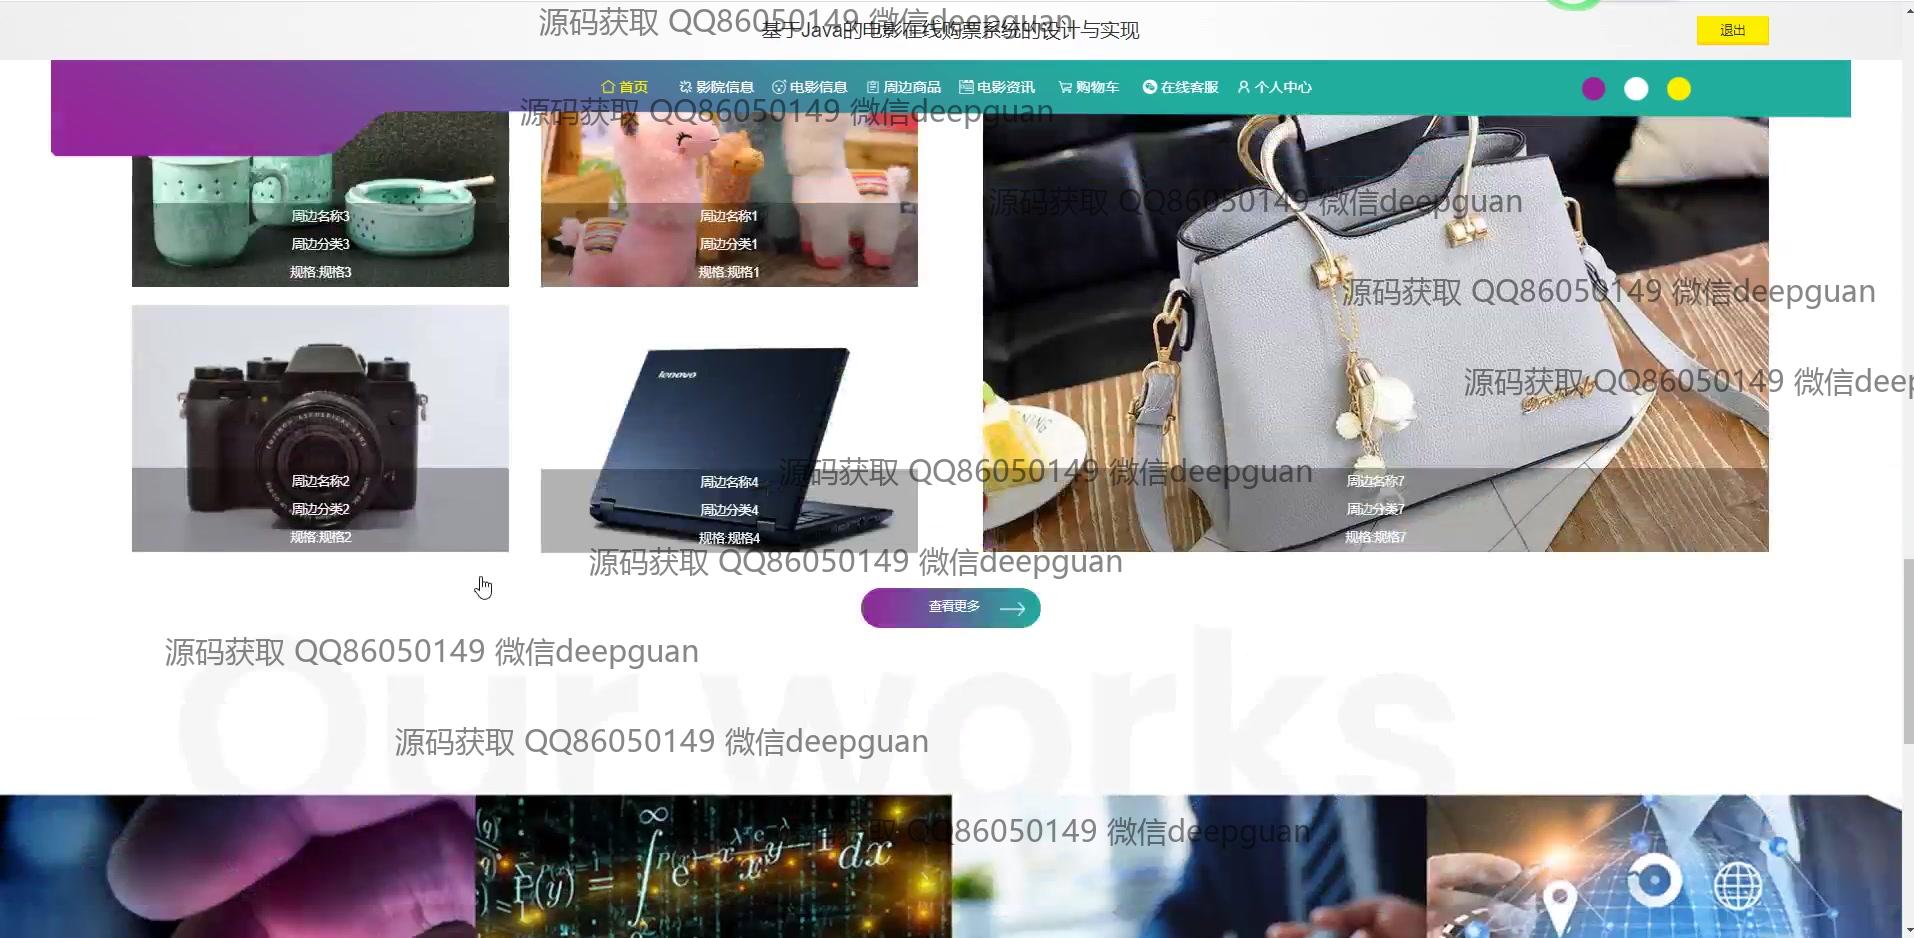 源码获取 QQ86050149 微信deepguan
基于Java的电影在线购票系统的设计与实现
退出
首页 影院信息 电影信息 周边商品 电影资讯 购物车 在线客服 个人中心
源码获取 QQ86050149 微信deepguan
源码获取 QQ86050149 微信deepguan
周边名称3
周边分类3
规格:规格3
周边名称1
周边分类1
规格:规格1
源码获取 QQ86050149 微信deepguan
源码获取 QQ86050149 微信deep
lenovo
源码获取 QQ86050149 微信deepguan
周边名称2
周边分类2
规格:规格2
周边名称4
周边分类4
规格:规格4
周边名称7
周边分类7
规格:规格7
源码获取 QQ86050149 微信deepguan
查看更多
源码获取 QQ86050149 微信deepguan
Our works
源码获取 QQ86050149 微信deepguan
源码获取 QQ86050149 微信deepguan